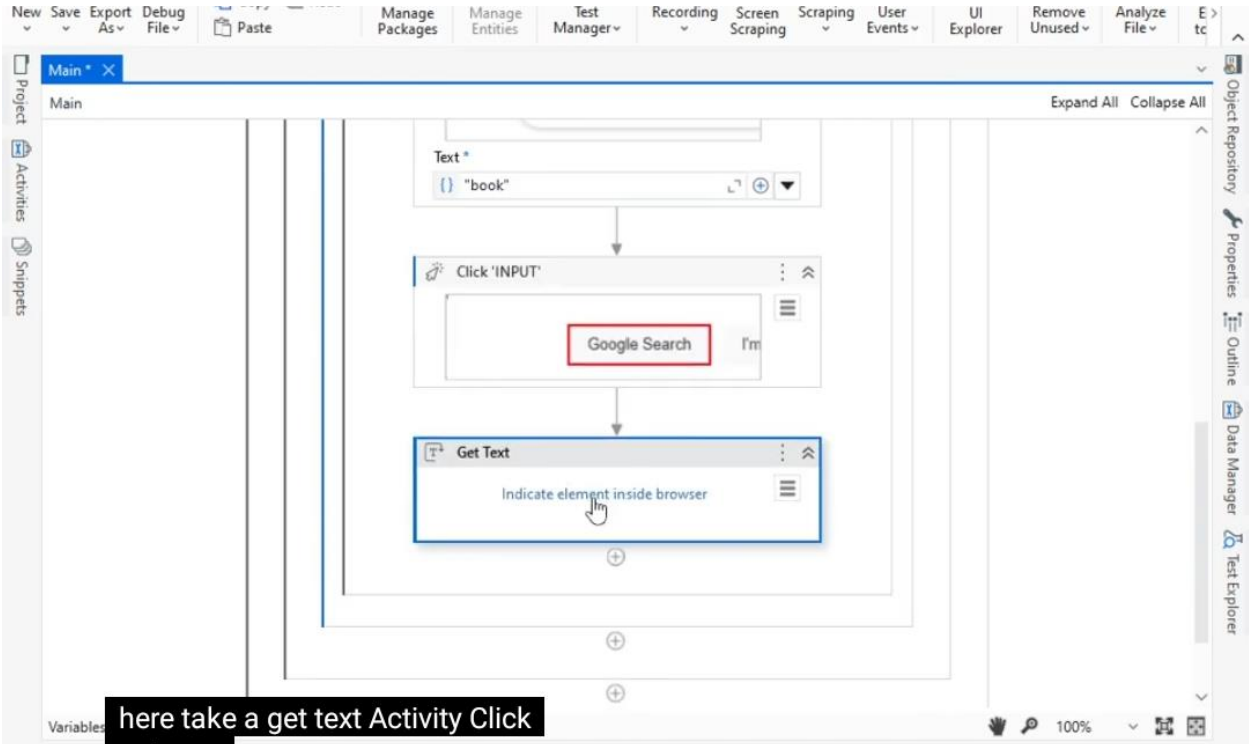 New Save Export Debug
As File
Paste
Manage
Packages
Manage
Entities
Test
Manager
Recording
Screen
Scraping
Scraping
User
Events
UI
Explorer
Remove
Unused
Analyze
File
Main *
Main
Expand All Collapse All
Project
Activities
Snippets
Object Repository
Properties
Outline
Data Manager
Test Explorer
Text *
{} "book"
Click 'INPUT'
Google Search I'm
Get Text
Indicate element inside browser
Variables
here take a get text Activity Click
100%